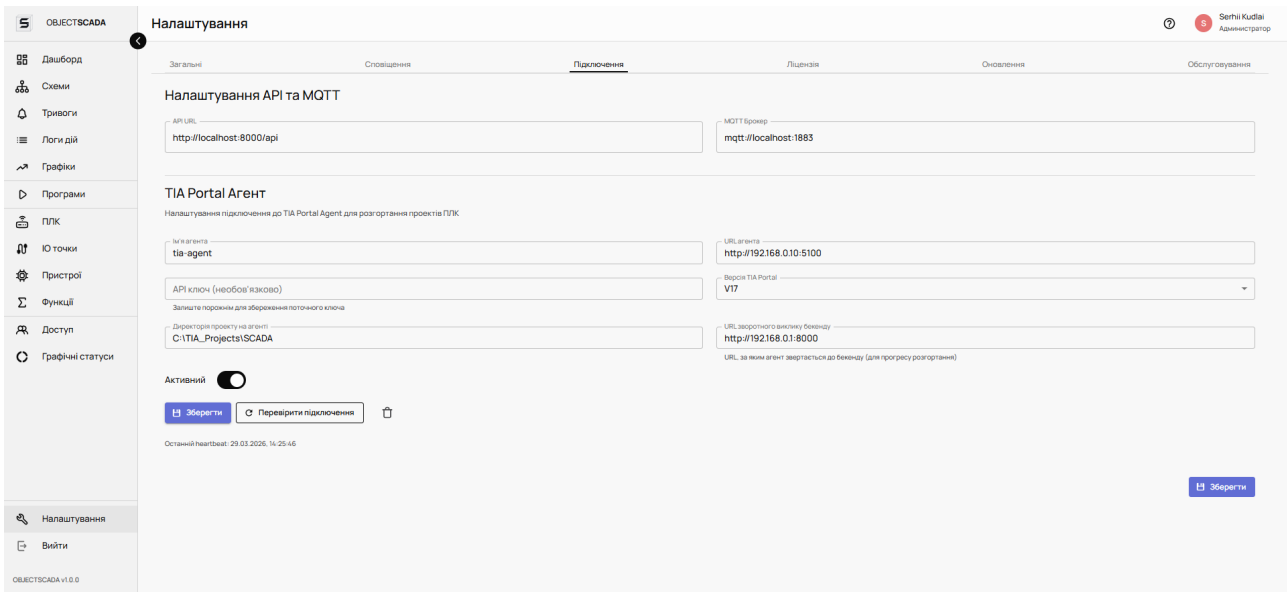 OBJECTSCADA
Налаштування
S
Serhii Kudlai
Администратор
Дашборд
Схеми
Тривоги
Логи дій
Графіки
Програми
ПЛК
IO точки
Пристрої
Функції
Доступ
Графічні статуси
Налаштування
Вийти
OBJECTSCADA v1.0.0
Загальні
Сповіщення
Підключення
Ліцензія
Оновлення
Обслуговування
Налаштування API та MQTT
API URL
http://localhost:8000/api
MQTT Брокер
mqtt://localhost:1883
TIA Portal Агент
Налаштування підключення до TIA Portal Agent для розгортання проектів ПЛК
Ім'я агента
tia-agent
URL агента
http://192.168.0.10:5100
API ключ (необов'язково)
Залиште порожнім для збереження поточного ключа
Версія TIA Portal
V17
Директорія проекту на агенті
C:\TIA_Projects\SCADA
URL зворотного виклику бекенду
http://192.168.0.1:8000
URL, за яким агент звертається до бекенду (для прогресу розгортання)
Активний
Зберегти
Перевірити підключення
Останній heartbeat: 29.03.2026, 14:25:46
Зберегти